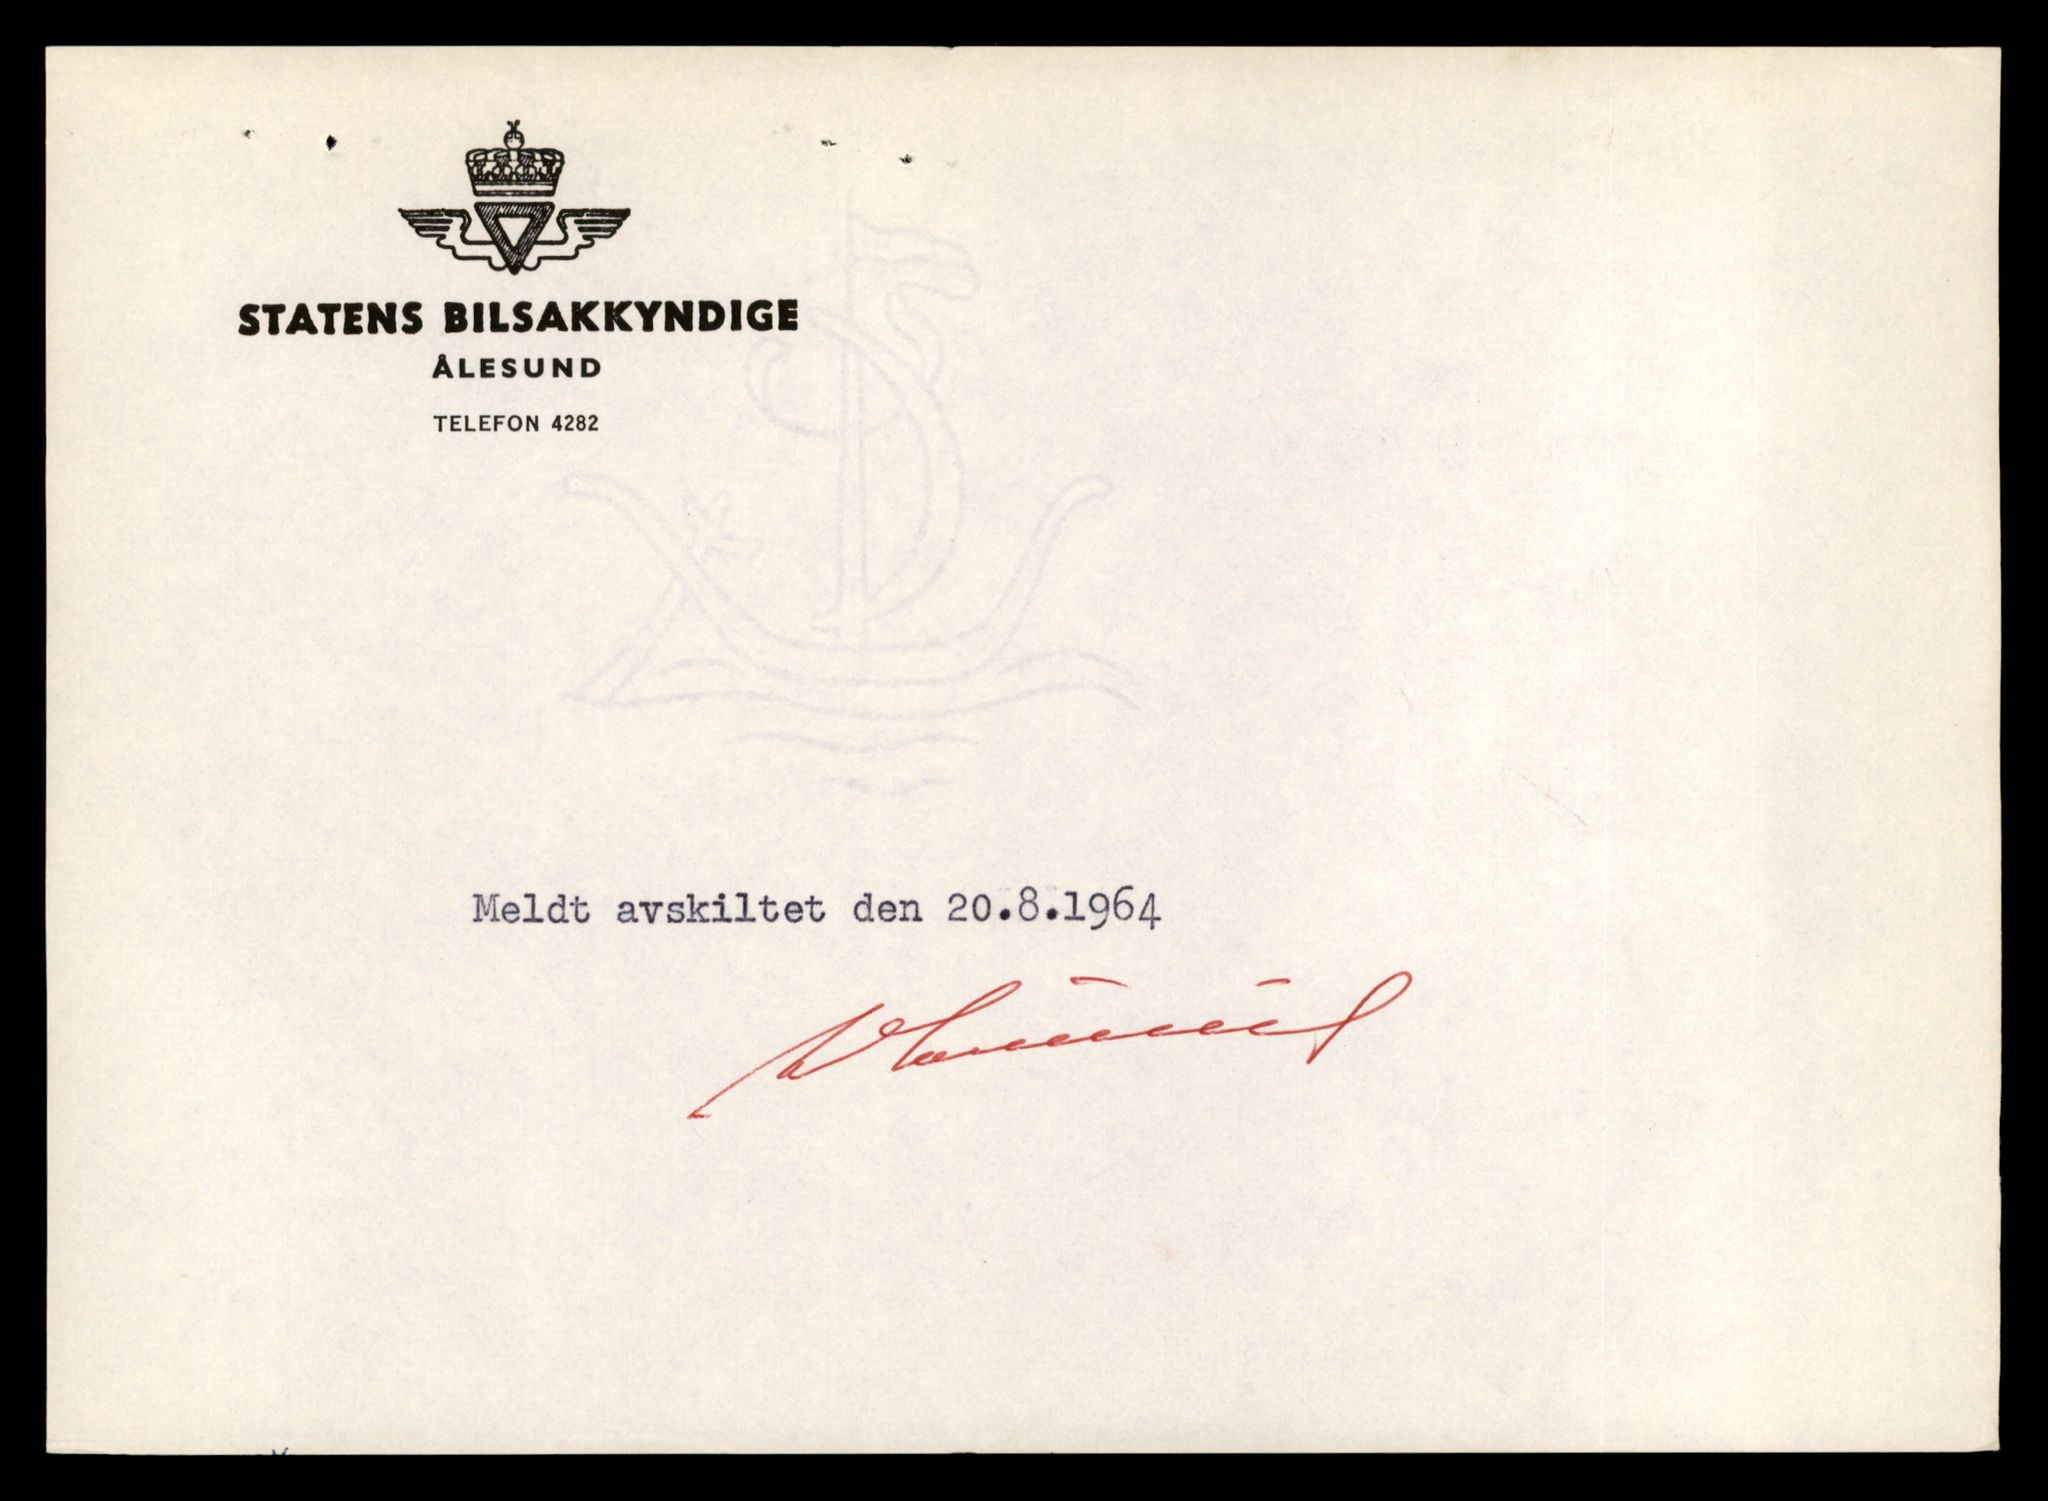 STATENS BILSAKKYNDIGE
ÅLESUND
TELEFON 4282
Meldt avskiltet den 20.8.1964